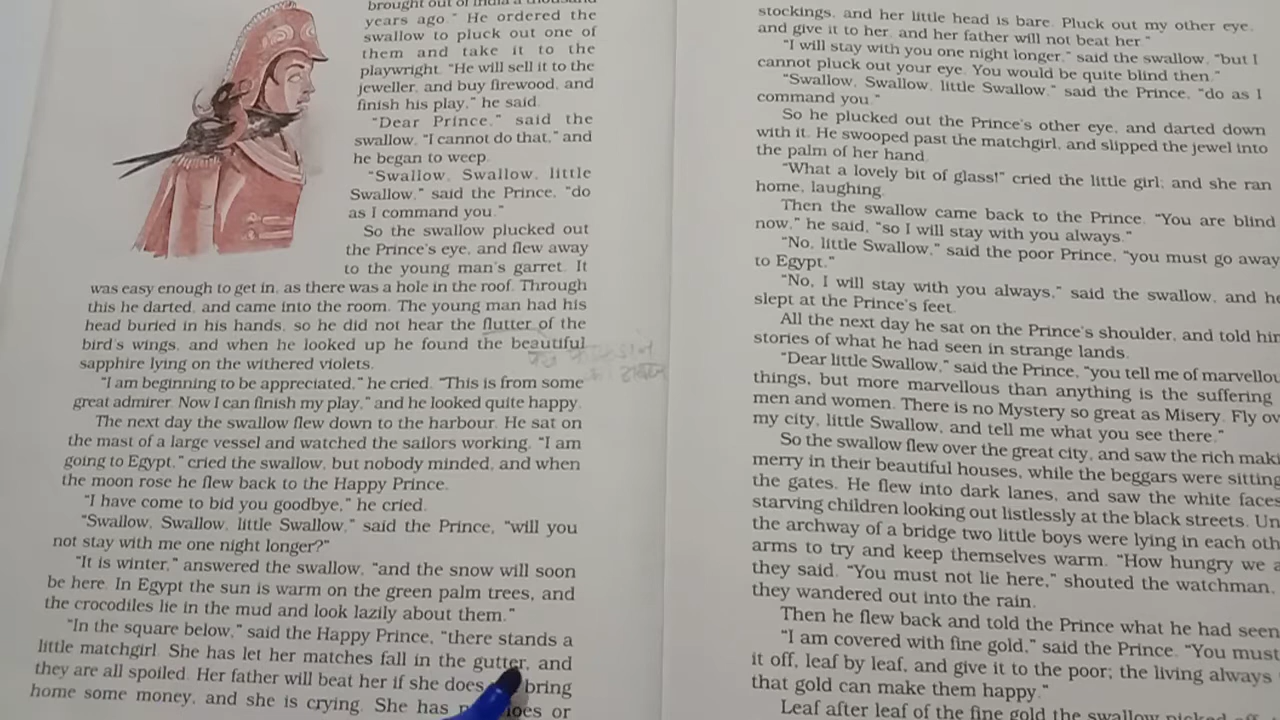 brought out of India a thousand
years ago." He ordered the
swallow to pluck out one of
them and take it to the
playwright. "He will sell it to the
jeweller, and buy firewood, and
finish his play," he said.
"Dear Prince," said the
swallow, "I cannot do that," and
he began to weep.
"Swallow, Swallow, little
Swallow," said the Prince, "do
as I command you."
So the swallow plucked out
the Prince's eye, and flew away
to the young man's garret. It
was easy enough to get in, as there was a hole in the roof. Through
this he darted, and came into the room. The young man had his
head buried in his hands, so he did not hear the flutter of the
bird's wings, and when he looked up he found the beautiful
sapphire lying on the withered violets.
"I am beginning to be appreciated," he cried. "This is from some
great admirer. Now I can finish my play," and he looked quite happy.
The next day the swallow flew down to the harbour. He sat on
the mast of a large vessel and watched the sailors working. "I am
going to Egypt," cried the swallow, but nobody minded, and when
the moon rose he flew back to the Happy Prince.
"I have come to bid you goodbye," he cried.
"Swallow, Swallow, little Swallow," said the Prince, "will you
not stay with me one night longer?"
"It is winter," answered the swallow, "and the snow will soon
be here. In Egypt the sun is warm on the green palm trees, and
the crocodiles lie in the mud and look lazily about them."
"In the square below," said the Happy Prince, "there stands a
little matchgirl. She has let her matches fall in the gutter, and
they are all spoiled. Her father will beat her if she does bring
home some money, and she is crying. She has or
stockings, and her little head is bare. Pluck out my other eye,
and give it to her, and her father will not beat her."
"I will stay with you one night longer," said the swallow, "but I
cannot pluck out your eye. You would be quite blind then."
"Swallow, Swallow, little Swallow," said the Prince, "do as I
command you."
So he plucked out the Prince's other eye, and darted down
with it. He swooped past the matchgirl, and slipped the jewel into
the palm of her hand.
"What a lovely bit of glass!" cried the little girl; and she ran
home, laughing.
Then the swallow came back to the Prince. "You are blind
now," he said, "so I will stay with you always."
"No, little Swallow," said the poor Prince, "you must go away
to Egypt."
"No, I will stay with you always," said the swallow, and he
slept at the Prince's feet.
All the next day he sat on the Prince's shoulder, and told him
stories of what he had seen in strange lands.
"Dear little Swallow," said the Prince, "you tell me of marvellou
things, but more marvellous than anything is the suffering
men and women. There is no Mystery so great as Misery. Fly ov
my city, little Swallow, and tell me what you see there."
So the swallow flew over the great city, and saw the rich maki
merry in their beautiful houses, while the beggars were sitting
the gates. He flew into dark lanes, and saw the white faces
starving children looking out listlessly at the black streets. Un
the archway of a bridge two little boys were lying in each oth
arms to try and keep themselves warm. "How hungry we a
they said. "You must not lie here," shouted the watchman,
they wandered out into the rain.
Then he flew back and told the Prince what he had seen
"I am covered with fine gold," said the Prince. "You must
it off, leaf by leaf, and give it to the poor; the living always
that gold can make them happy."
Leaf after leaf of the fine gold the swallow picked off